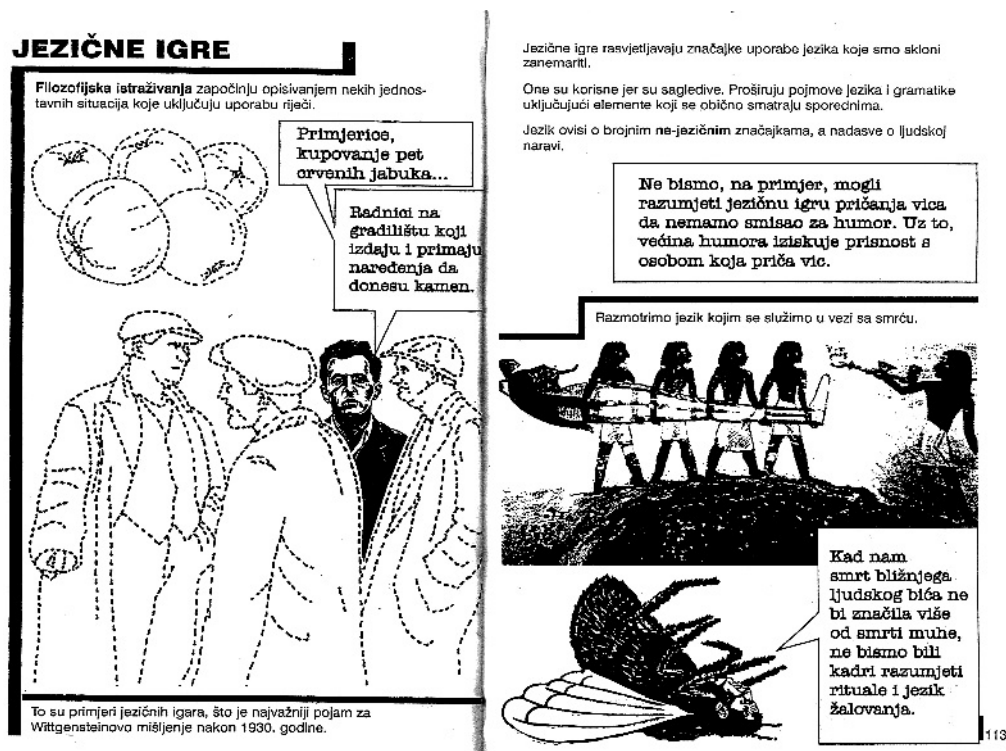 JEZIČNE IGRE
Filozofijska istraživanja započinju opisivanjem nekih jednos-
tavnih situacija koje uključuju uporabu riječi.
Primjerice,
kupovanje pet
crvenih jabuka...
Radnici na
gradilištu koji
izdaju i primaju
naređenja da
donesu kamen.
To su primjeri jezičnih igara, što je najvažniji pojam za
Wittgensteinovo mišljenje nakon 1930. godine.
Jezične igre rasvjetljavaju značajke uporabe jezika koje smo skloni
zanemariti.
One su korisne jer su sagledive. Proširuju pojmove jezika i gramatike
uključujući elemente koji se obično smatraju sporednima.
Jezik ovisi o brojnim ne-jezičnim značajkama, a nadasve o ljudskoj
naravi.
Ne bismo, na primjer, mogli
razumjeti jezičnu igru pričanja vica
da nemamo smisao za humor. Uz to,
većina humora iziskuje prisnost s
osobom koja priča vic.
Razmotrimo jezik kojim se služimo u vezi sa smrću.
Kad nam
smrt bližnjega
ljudskog bića ne
bi značila više
od smrti muhe,
ne bismo bili
kadri razumjeti
rituale i jezik
žalovanja.
113